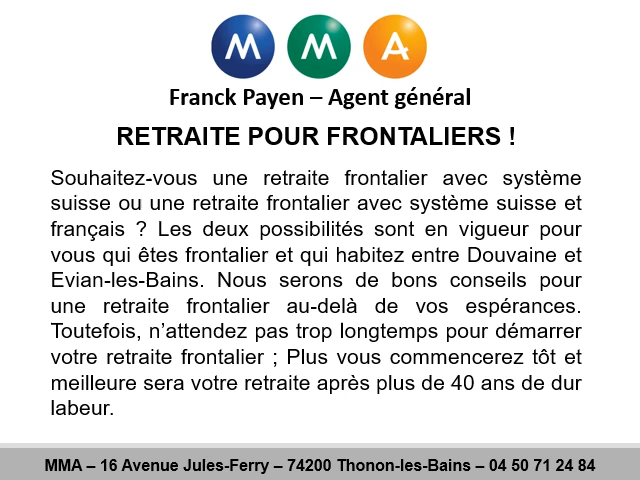 M M A
Franck Payen – Agent général
RETRAITE POUR FRONTALIERS !
Souhaitez-vous une retraite frontalier avec système
suisse ou une retraite frontalier avec système suisse et
français ? Les deux possibilités sont en vigueur pour
vous qui êtes frontalier et qui habitez entre Douvaine et
Evian-les-Bains. Nous serons de bons conseils pour
une retraite frontalier au-delà de vos espérances.
Toutefois, n’attendez pas trop longtemps pour démarrer
votre retraite frontalier ; Plus vous commencerez tôt et
meilleure sera votre retraite après plus de 40 ans de dur
labeur.
MMA – 16 Avenue Jules-Ferry – 74200 Thonon-les-Bains – 04 50 71 24 84